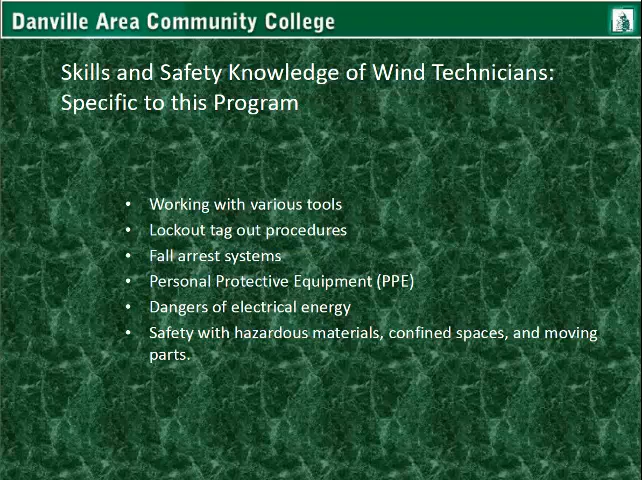 Danville Area Community College
Skills and Safety Knowledge of Wind Technicians:
Specific to this Program
• Working with various tools
• Lockout tag out procedures
• Fall arrest systems
• Personal Protective Equipment (PPE)
• Dangers of electrical energy
• Safety with hazardous materials, confined spaces, and moving
parts.